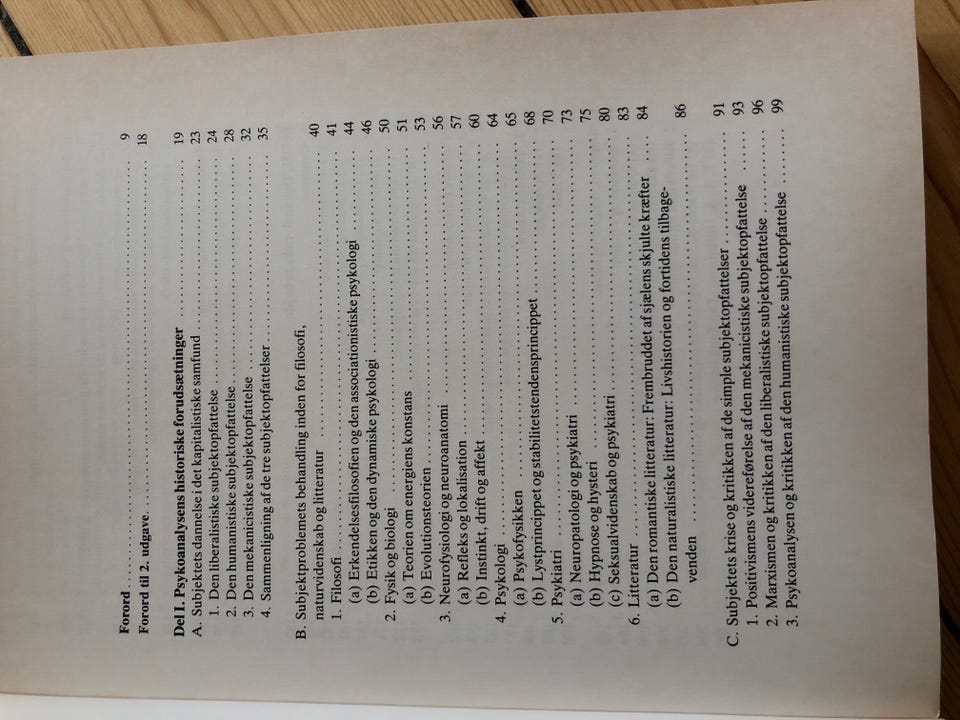 Forord . . . . . . . . . . . . . . . . . . . . 9
Forord til 2. udgave . . . . . . . . . . . . . . . . . . . . 18
Del I. Psykoanalysens historiske forudsætninger . . . . . . . . . . 19
A. Subjektets dannelse i det kapitalistiske samfund . . . . . . . . . . 23
1. Den liberalistiske subjektopfattelse . . . . . . . . . . 24
2. Den humanistiske subjektopfattelse . . . . . . . . . . 28
3. Den mekanicistiske subjektopfattelse . . . . . . . . . . 32
4. Sammenligning af de tre subjektopfattelser . . . . . . . . . . 35
B. Subjektproblemets behandling inden for filosofi,
naturvidenskab og litteratur . . . . . . . . . . 40
1. Filosofi . . . . . . . . . . 41
(a) Erkendelsesfilosofien og den associationistiske psykologi . . . . . 44
(b) Etikken og den dynamiske psykologi . . . . . . . . . . 46
2. Fysik og biologi . . . . . . . . . . 50
(a) Teorien om energiens konstans . . . . . . . . . . 51
(b) Evolutionsteorien . . . . . . . . . . 53
3. Neurofysiologi og neuroanatomi . . . . . . . . . . 56
(a) Refleks og lokalisation . . . . . . . . . . 57
(b) Instinkt, drift og affekt . . . . . . . . . . 60
4. Psykologi . . . . . . . . . . 64
(a) Psykofysikken . . . . . . . . . . 65
(b) Lystprincippet og stabilitetstendensprincippet . . . . . . . . . . 68
5. Psykiatri . . . . . . . . . . 70
(a) Neuropatologi og psykiatri . . . . . . . . . . 73
(b) Hypnose og hysteri . . . . . . . . . . 75
(c) Seksualvidenskab og psykiatri . . . . . . . . . . 80
6. Litteratur . . . . . . . . . . 83
(a) Den romantiske litteratur: Frembruddet af sjælens skjulte kræfter . . . . 84
(b) Den naturalistiske litteratur: Livshistorien og fortidens tilbage-
venden . . . . . . . . . . 86
C. Subjektets krise og kritikken af de simple subjektopfattelser . . . . . . . . . . 91
1. Positivismens videreførelse af den mekanicistiske subjektopfattelse . . . . . 93
2. Marxismen og kritikken af den liberalistiske subjektopfattelse . . . . . . . . 96
3. Psykoanalysen og kritikken af den humanistiske subjektopfattelse . . . . . . 99